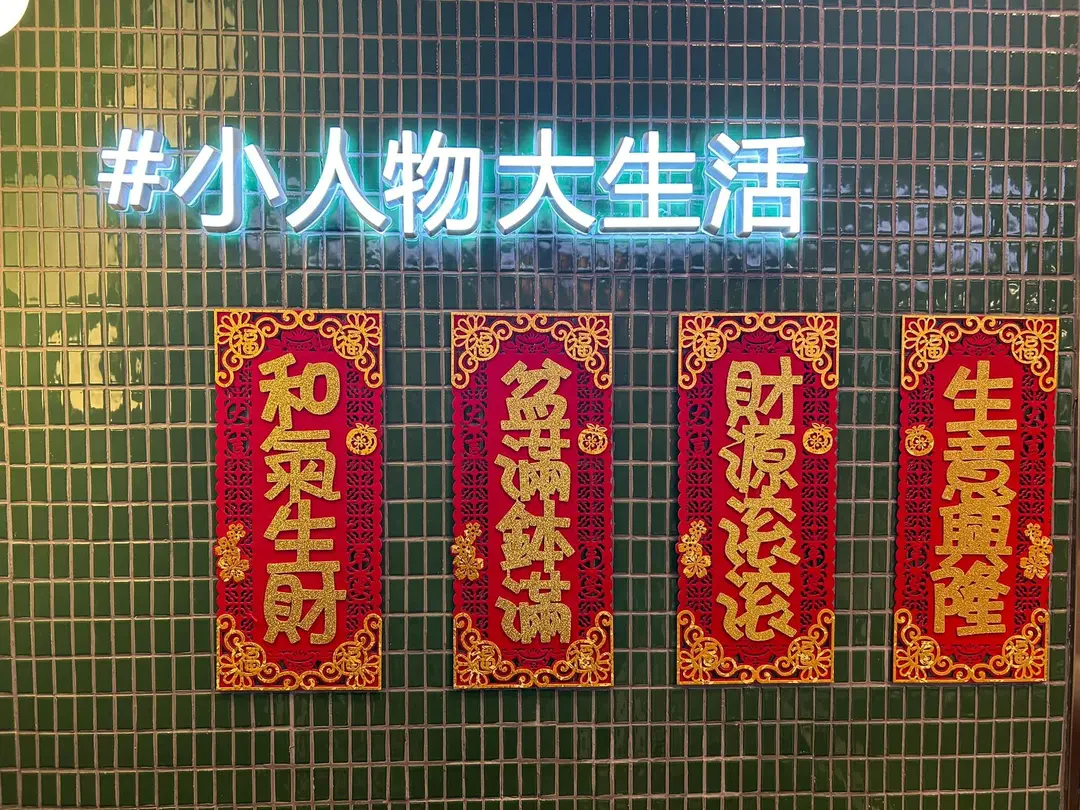 #小人物大生活
和氣生財
盆滿鉢滿
財源滾滾
生意興隆